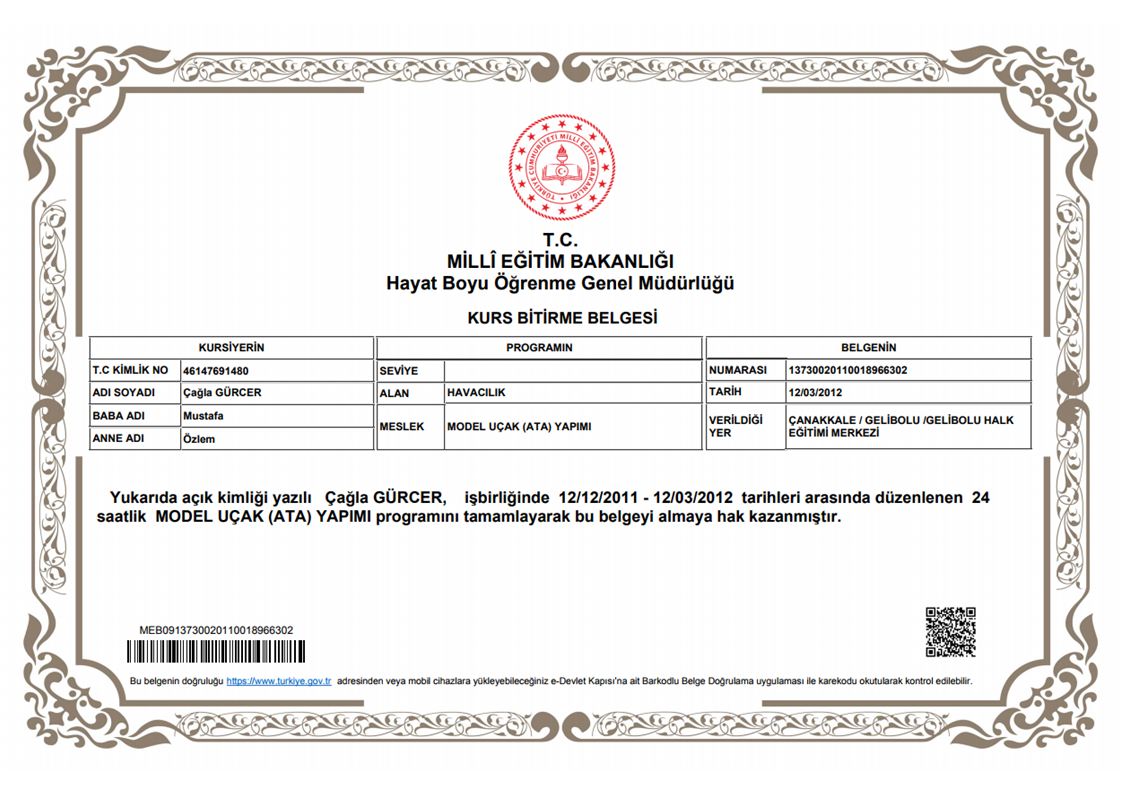 TÜRKİYE CUMHURİYETİ MİLLÎ EĞİTİM BAKANLIĞI
T.C.
MİLLÎ EĞİTİM BAKANLIĞI
Hayat Boyu Öğrenme Genel Müdürlüğü
KURS BİTİRME BELGESİ
KURSİYERİN PROGRAMIN BELGENİN
T.C KİMLİK NO 46147691480 SEVİYE NUMARASI 13730020110018966302
ADI SOYADI Çağla GÜRCER ALAN HAVACILIK TARİH 12/03/2012
BABA ADI Mustafa MESLEK MODEL UÇAK (ATA) YAPIMI VERİLDİĞİ YER ÇANAKKALE / GELİBOLU /GELİBOLU HALK EĞİTİMİ MERKEZİ
ANNE ADI Özlem
Yukarıda açık kimliği yazılı Çağla GÜRCER, işbirliğinde 12/12/2011 - 12/03/2012 tarihleri arasında düzenlenen 24
saatlik MODEL UÇAK (ATA) YAPIMI programını tamamlayarak bu belgeyi almaya hak kazanmıştır.
MEB0913730020110018966302
Bu belgenin doğruluğu https://www.turkiye.gov.tr adresinden veya mobil cihazlara yükleyebileceğiniz e-Devlet Kapısı'na ait Barkodlu Belge Doğrulama uygulaması ile karekodu okutularak kontrol edilebilir.